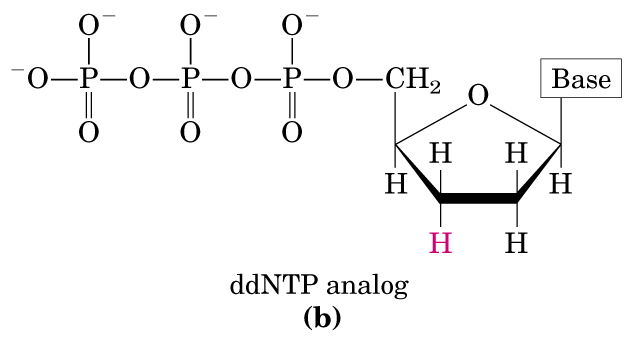 O⁻ O⁻ O⁻
⁻O—P—O—P—O—P—O—CH₂ O Base
O O O
H H H H
H H
ddNTP analog
(b)